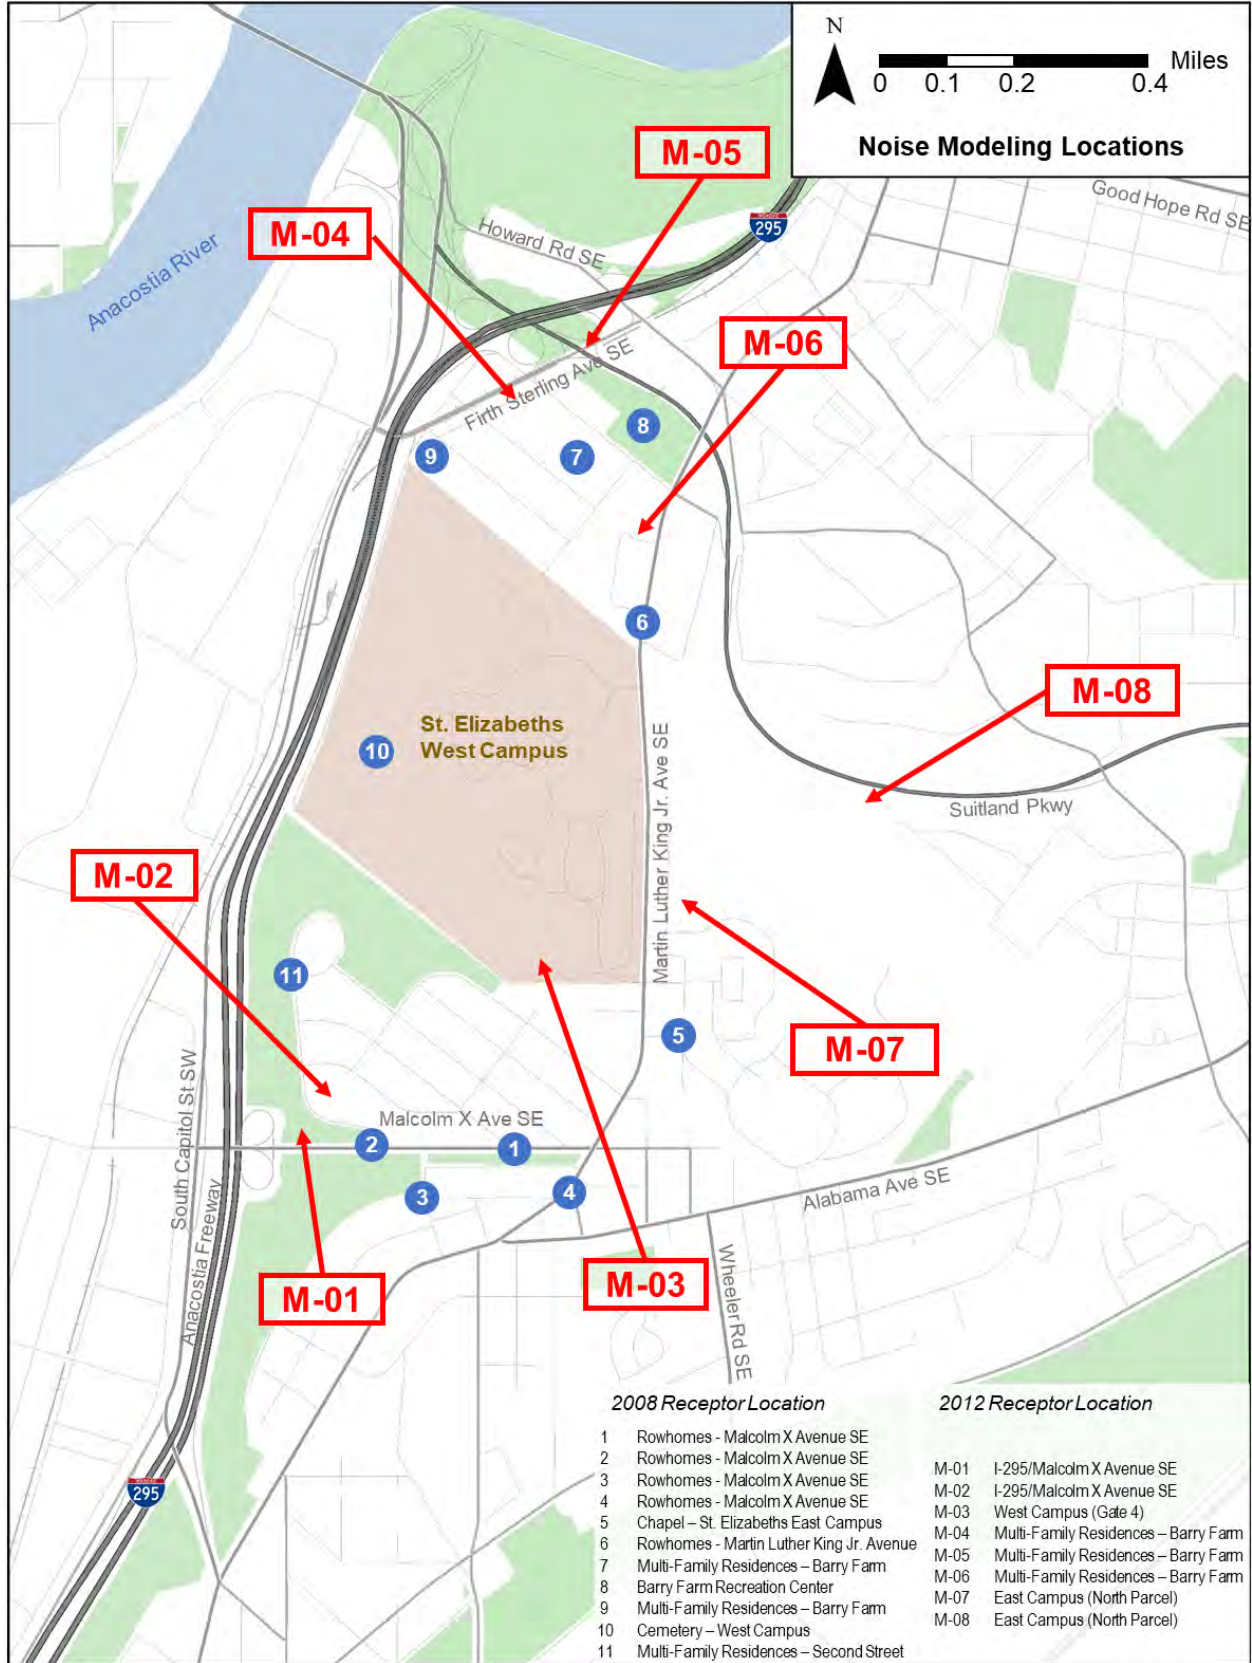 N
0 0.1 0.2 0.4 Miles
Noise Modeling Locations
M-05
Good Hope Rd SE
M-04
295
Howard Rd SE
Anacostia River
M-06
Firth Sterling Ave SE
8
9
7
6
M-08
St. Elizabeths
West Campus
10
Martin Luther King Jr. Ave SE
Suitland Pkwy
M-02
11
5
M-07
South Capitol St SW
Malcolm X Ave SE
2
1
Anacostia Freeway
3
4
Alabama Ave SE
M-01
M-03
Wheeler Rd SE
295
2008 Receptor Location
1 Rowhomes - Malcolm X Avenue SE
2 Rowhomes - Malcolm X Avenue SE
3 Rowhomes - Malcolm X Avenue SE
4 Rowhomes - Malcolm X Avenue SE
5 Chapel – St. Elizabeths East Campus
6 Rowhomes - Martin Luther King Jr. Avenue
7 Multi-Family Residences – Barry Farm
8 Barry Farm Recreation Center
9 Multi-Family Residences – Barry Farm
10 Cemetery – West Campus
11 Multi-Family Residences – Second Street
2012 Receptor Location
M-01 I-295/Malcolm X Avenue SE
M-02 I-295/Malcolm X Avenue SE
M-03 West Campus (Gate 4)
M-04 Multi-Family Residences – Barry Farm
M-05 Multi-Family Residences – Barry Farm
M-06 Multi-Family Residences – Barry Farm
M-07 East Campus (North Parcel)
M-08 East Campus (North Parcel)